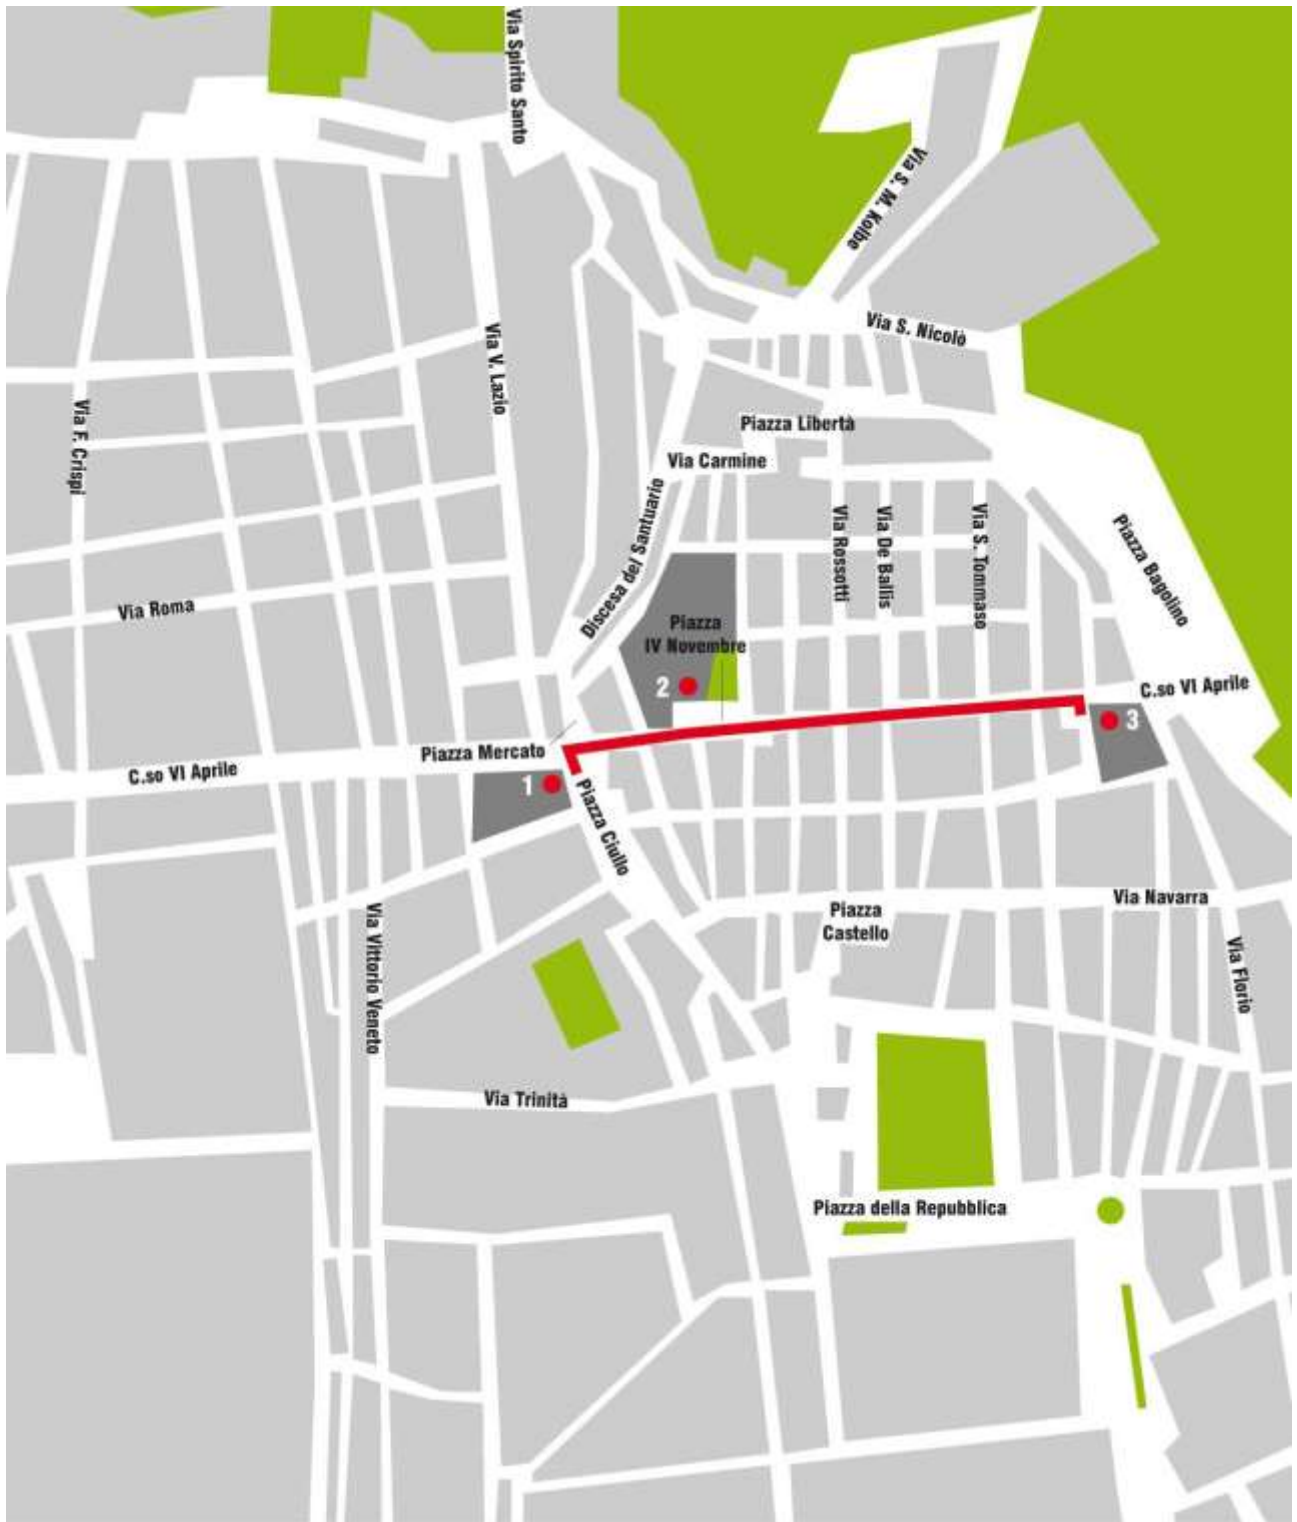 Via Spirito Santo
Via S. M. Kolbe
Via S. Nicolò
Via V. Lazio
Via F. Crispi
Piazza Libertà
Via Carmine
Discesa del Santuario
Via Rossotti
Via De Ballis
Via S. Tommaso
Piazza Bagolino
Via Roma
Piazza
IV Novembre
2
C.so VI Aprile
3
Piazza Mercato
C.so VI Aprile
1
Piazza Ciullo
Via Navarra
Piazza
Castello
Via Vittorio Veneto
Via Florio
Via Trinità
Piazza della Repubblica